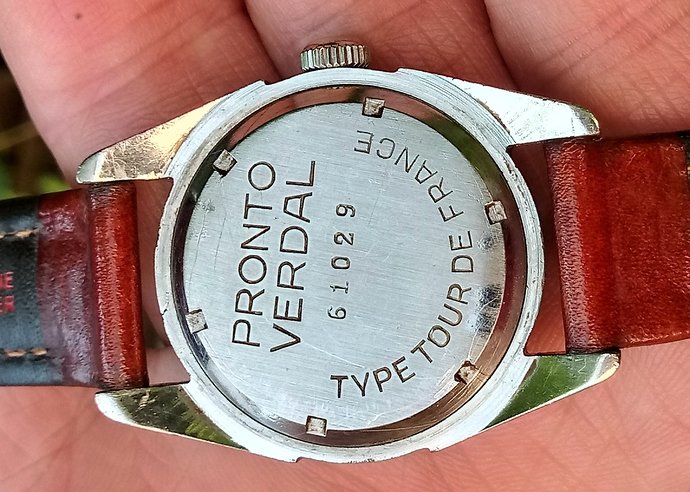 PRONTO
VERDAL
61029
TYPE TOUR DE FRANCE